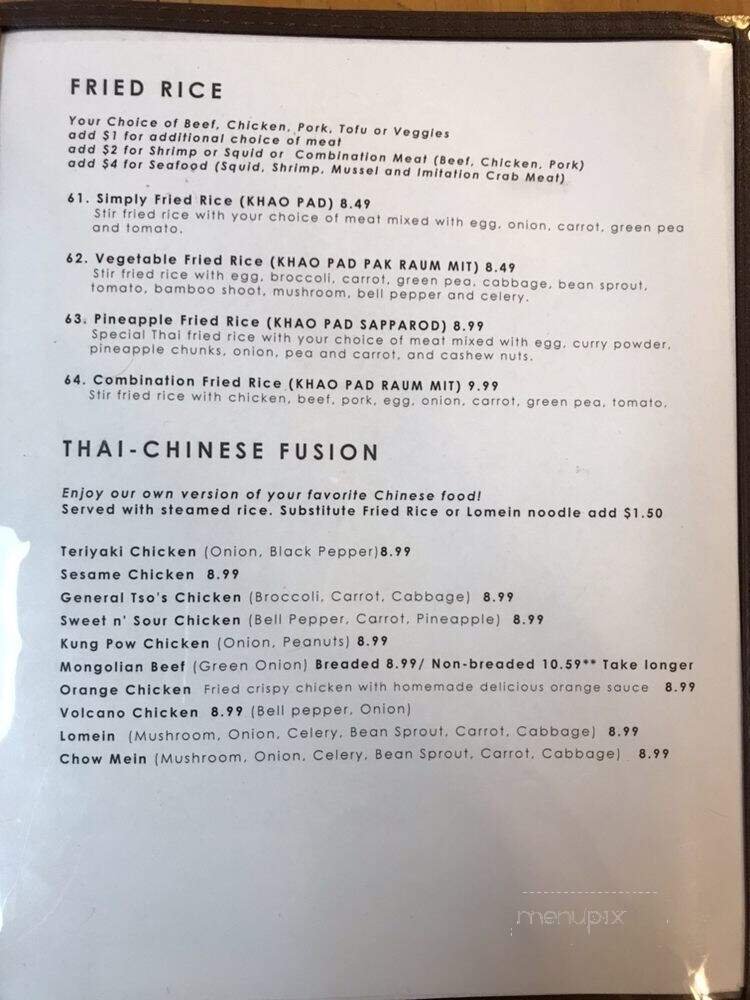 FRIED RICE
Your Choice of Beef, Chicken, Pork, Tofu or Veggies
add $1 for additional choice of meat
add $2 for Shrimp or Squid or Combination Meat (Beef, Chicken, Pork)
add $4 for Seafood (Squid, Shrimp, Mussel and Imitation Crab Meat)
61. Simply Fried Rice (KHAO PAD) 8.49
Stir fried rice with your choice of meat mixed with egg, onion, carrot, green pea
and tomato.
62. Vegetable Fried Rice (KHAO PAD PAK RAUM MIT) 8.49
Stir fried rice with egg, broccoli, carrot, green pea, cabbage, bean sprout,
tomato, bamboo shoot, mushroom, bell pepper and celery.
63. Pineapple Fried Rice (KHAO PAD SAPPAROD) 8.99
Special Thai fried rice with your choice of meat mixed with egg, curry powder,
pineapple chunks, onion, pea and carrot, and cashew nuts.
64. Combination Fried Rice (KHAO PAD RAUM MIT) 9.99
Stir fried rice with chicken, beef, pork, egg, onion, carrot, green pea, tomato,
THAI-CHINESE FUSION
Enjoy our own version of your favorite Chinese food!
Served with steamed rice. Substitute Fried Rice or Lomein noodle add $1.50
Teriyaki Chicken (Onion, Black Pepper)8.99
Sesame Chicken 8.99
General Tso's Chicken (Broccoli, Carrot, Cabbage) 8.99
Sweet n' Sour Chicken (Bell Pepper, Carrot, Pineapple) 8.99
Kung Pow Chicken (Onion, Peanuts) 8.99
Mongolian Beef (Green Onion) Breaded 8.99/ Non-breaded 10.59** Take longer
Orange Chicken Fried crispy chicken with homemade delicious orange sauce 8.99
Volcano Chicken 8.99 (Bell pepper, Onion)
Lomein (Mushroom, Onion, Celery, Bean Sprout, Carrot, Cabbage) 8.99
Chow Mein (Mushroom, Onion, Celery, Bean Sprout, Carrot, Cabbage) 8.99
menupix